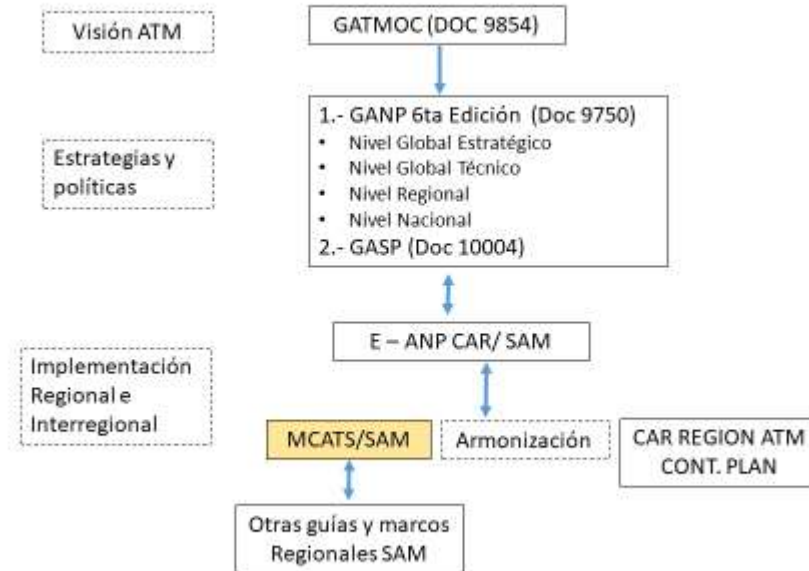 Visión ATM
GATMOC (DOC 9854)
Estrategias y
políticas
1.- GANP 6ta Edición (Doc 9750)
• Nivel Global Estratégico
• Nivel Global Técnico
• Nivel Regional
• Nivel Nacional
2.- GASP (Doc 10004)
Implementación
Regional e
Interregional
E – ANP CAR/ SAM
MCATS/SAM
Armonización
CAR REGION ATM
CONT. PLAN
Otras guías y marcos
Regionales SAM